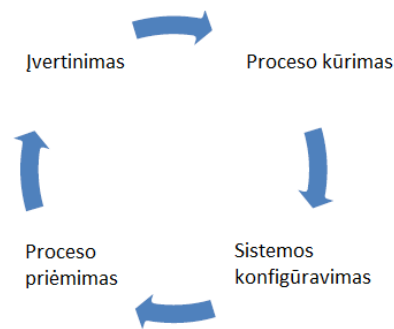 Įvertinimas
Proceso kūrimas
Sistemos
konfigūravimas
Proceso
priėmimas